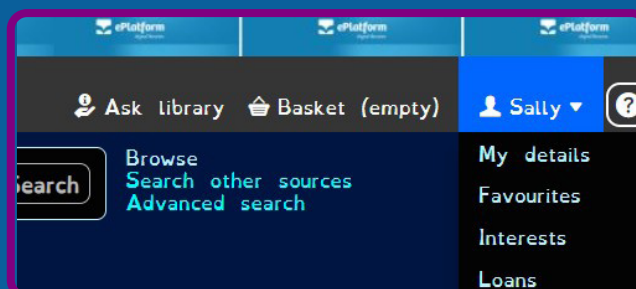 ePlatform
ePlatform
ePlatform
Ask library
Basket (empty)
Sally
?
Search
Browse
Search other sources
Advanced search
My details
Favourites
Interests
Loans